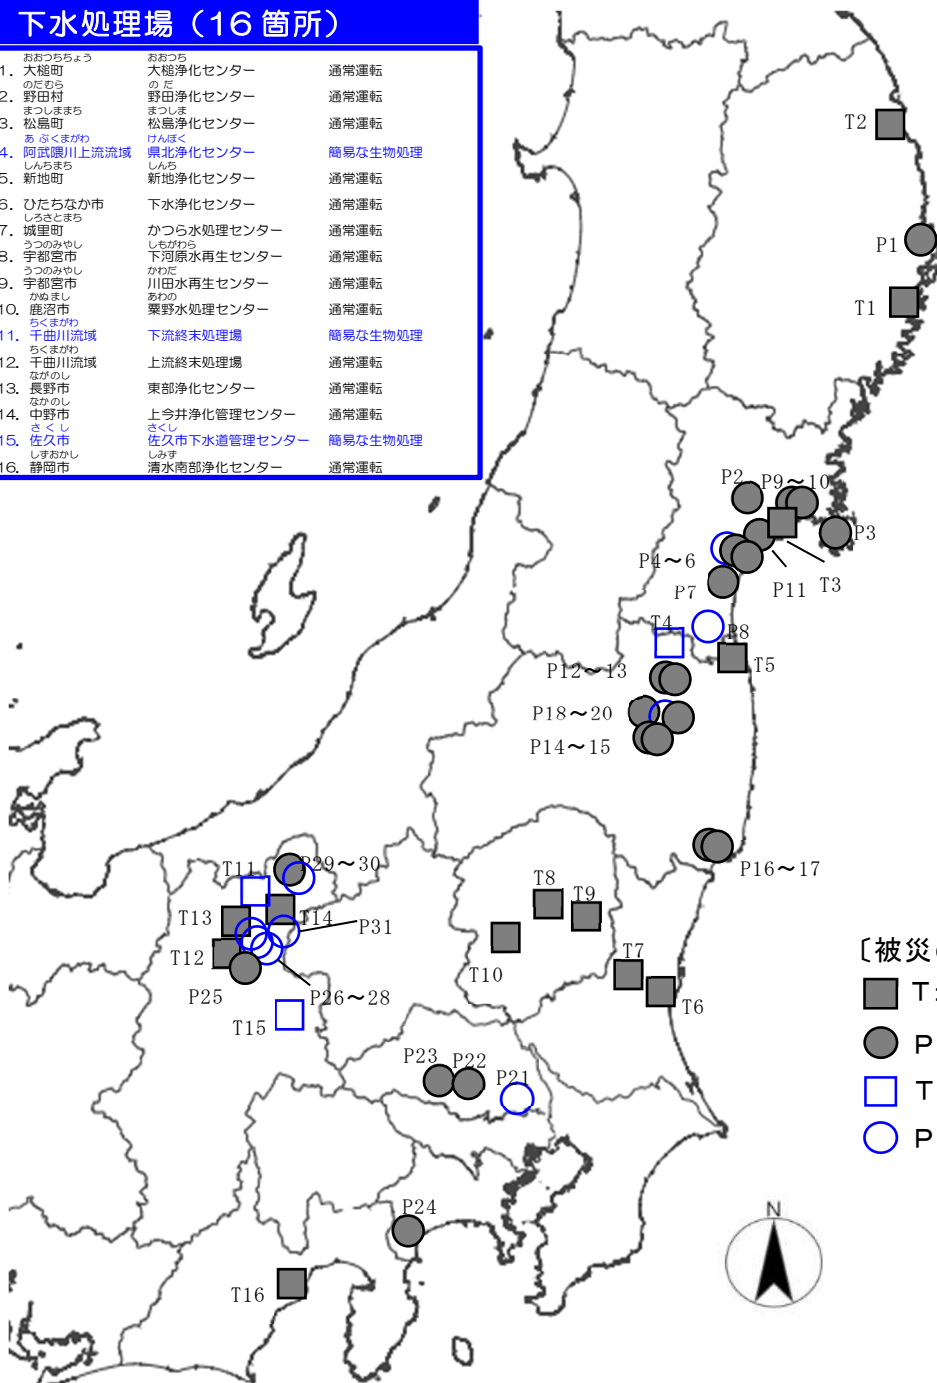 下水処理場（16箇所）
おおつちちょう おおつち
1. 大槌町 大槌浄化センター 通常運転
のだむら のだ
2. 野田村 野田浄化センター 通常運転
まつしままち まつしま
3. 松島町 松島浄化センター 通常運転
あぶくまがわ けんぽく
4. 阿武隈川上流流域 県北浄化センター 簡易な生物処理
しんちまち しんち
5. 新地町 新地浄化センター 通常運転
6. ひたちなか市 下水浄化センター 通常運転
しろさとまち
7. 城里町 かつら水処理センター 通常運転
うつのみやし しもがわら
8. 宇都宮市 下河原水再生センター 通常運転
うつのみやし かわだ
9. 宇都宮市 川田水再生センター 通常運転
かぬまし あわの
10. 鹿沼市 粟野水処理センター 通常運転
ちくまがわ
11. 千曲川流域 下流終末処理場 簡易な生物処理
ちくまがわ
12. 千曲川流域 上流終末処理場 通常運転
ながのし
13. 長野市 東部浄化センター 通常運転
なかのし
14. 中野市 上今井浄化管理センター 通常運転
さくし さくし
15. 佐久市 佐久市下水道管理センター 簡易な生物処理
しずおかし しみず
16. 静岡市 清水南部浄化センター 通常運転
T2
P1
T1
P2 P9～10
P3
P4～6
P11 T3
P7
T4 P8
T5
P12～13
P18～20
P14～15
P16～17
T11 P29～30
T8
T9
T13 T14
P31
T12
T10 T7
P25 P26～28
T6
T15
P23 P22 P21
P24
T16
N
〔被災
T
P
T
P